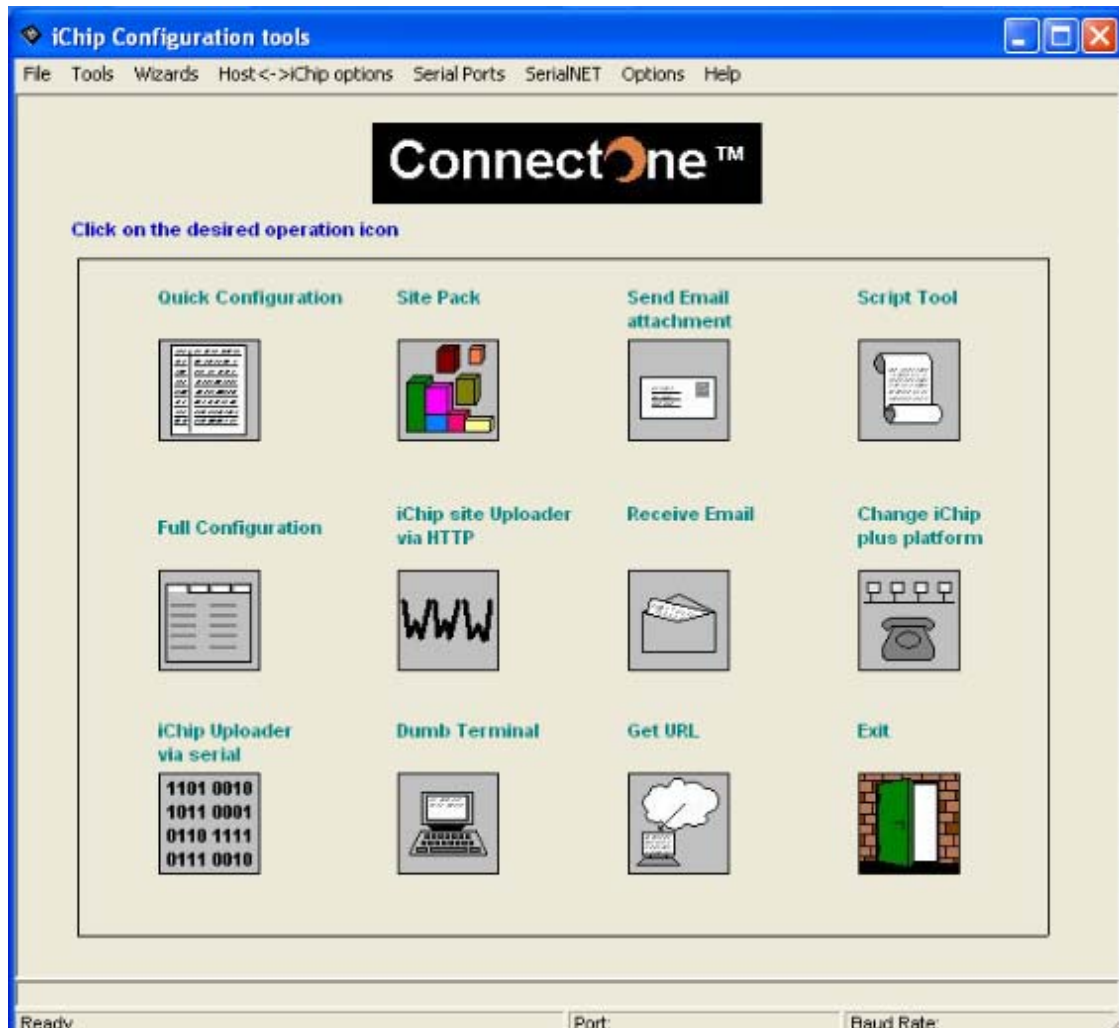 iChip Configuration tools
File Tools Wizards Host<->iChip options Serial Ports SerialNET Options Help
ConnectOne™
Click on the desired operation icon
Quick Configuration
Site Pack
Send Email
attachment
Script Tool
Full Configuration
iChip site Uploader
via HTTP
Receive Email
Change iChip
plus platform
WWW
iChip Uploader
via serial
Dumb Terminal
Get URL
Exit
1101 0010
1011 0001
0110 1111
0111 0010
Ready Port: Baud Rate: